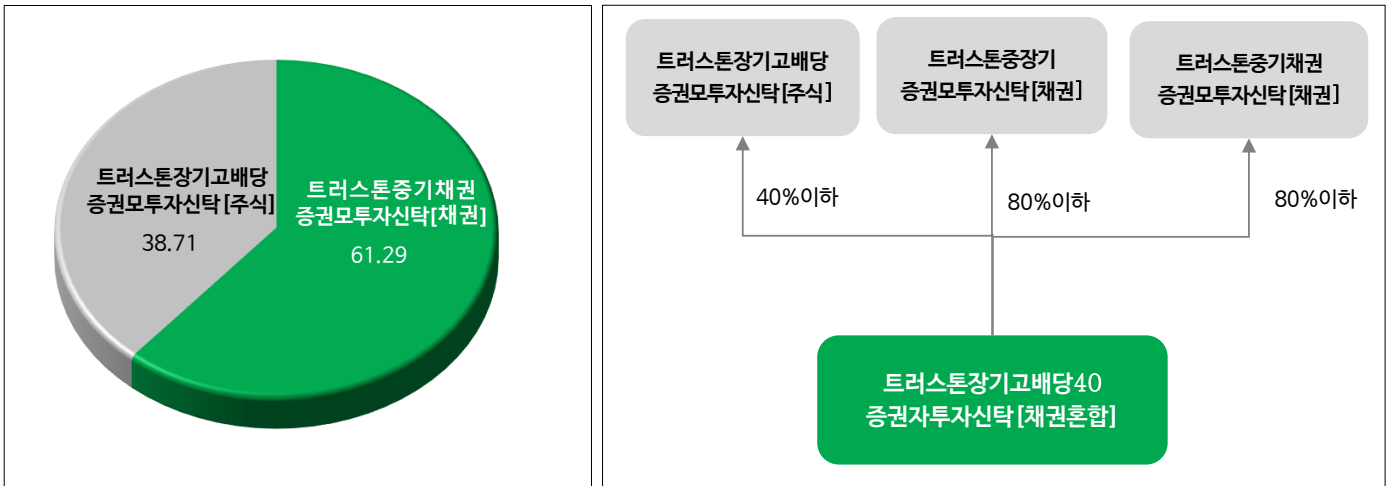 트러스톤장기고배당
증권모투자신탁[주식]
38.71
트러스톤중기채권
증권모투자신탁[채권]
61.29
트러스톤장기고배당
증권모투자신탁[주식]
트러스톤중장기
증권모투자신탁[채권]
트러스톤중기채권
증권모투자신탁[채권]
40%이하
80%이하
80%이하
트러스톤장기고배당40
증권자투자신탁[채권혼합]